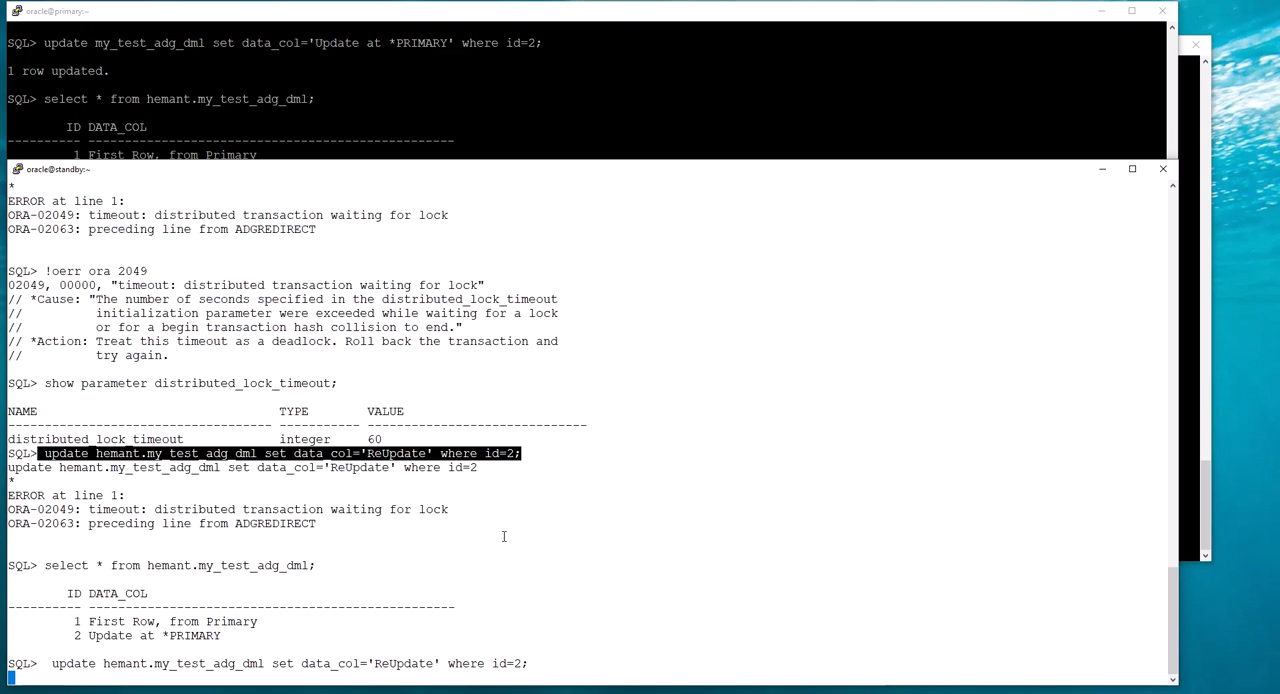 oracle@primary:~
SQL> update my_test_adg_dml set data_col='Update at *PRIMARY' where id=2;
1 row updated.
SQL> select * from hemant.my_test_adg_dml;
ID DATA_COL
---------- --------------------------------------------------
1 First Row, from Primary
oracle@standby:~
*
ERROR at line 1:
ORA-02049: timeout: distributed transaction waiting for lock
ORA-02063: preceding line from ADGREDIRECT
SQL> !oerr ora 2049
02049, 00000, "timeout: distributed transaction waiting for lock"
// *Cause: "The number of seconds specified in the distributed_lock_timeout
// initialization parameter were exceeded while waiting for a lock
// or for a begin transaction hash collision to end."
// *Action: Treat this timeout as a deadlock. Roll back the transaction and
// try again.
SQL> show parameter distributed_lock_timeout;
NAME TYPE VALUE
------------------------------------ ----------- ------------------------------
distributed_lock_timeout integer 60
SQL> update hemant.my_test_adg_dml set data_col='ReUpdate' where id=2;
update hemant.my_test_adg_dml set data_col='ReUpdate' where id=2
*
ERROR at line 1:
ORA-02049: timeout: distributed transaction waiting for lock
ORA-02063: preceding line from ADGREDIRECT
SQL> select * from hemant.my_test_adg_dml;
ID DATA_COL
---------- --------------------------------------------------
1 First Row, from Primary
2 Update at *PRIMARY
SQL>  update hemant.my_test_adg_dml set data_col='ReUpdate' where id=2;